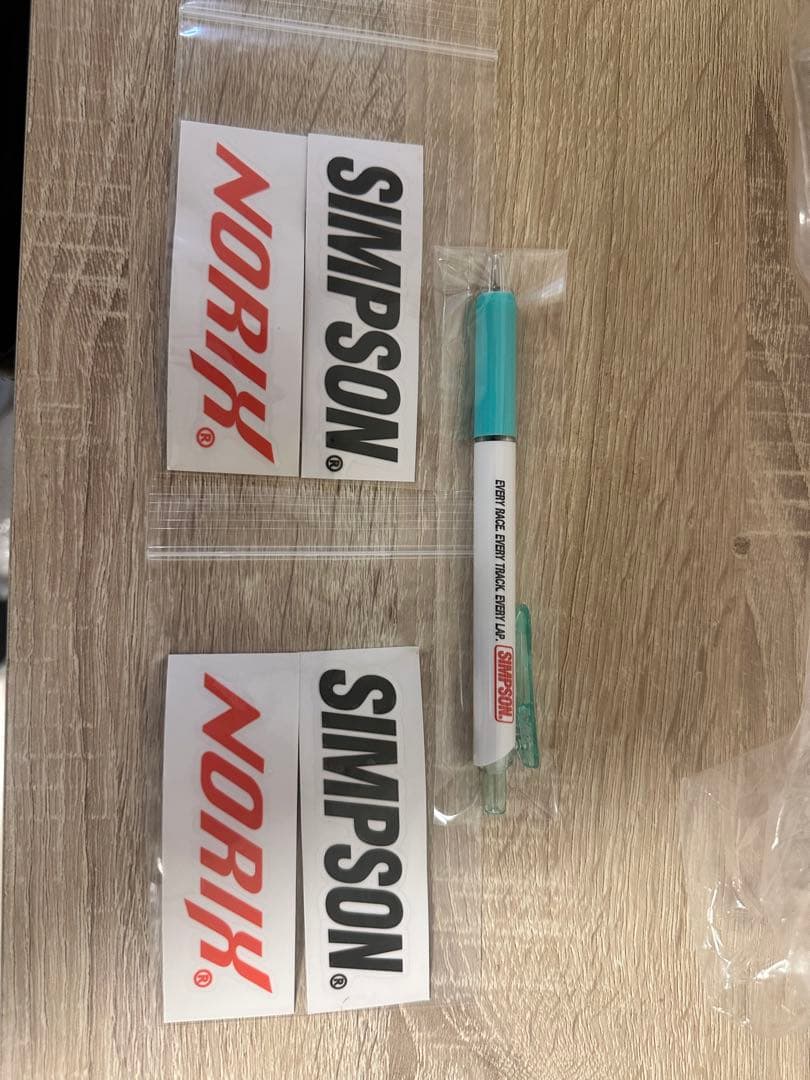 SIMPSON®
NORIX®
EVERY RACE. EVERY TRACK. EVERY LAP.
SIMPSON.
SIMPSON®
NORIX®